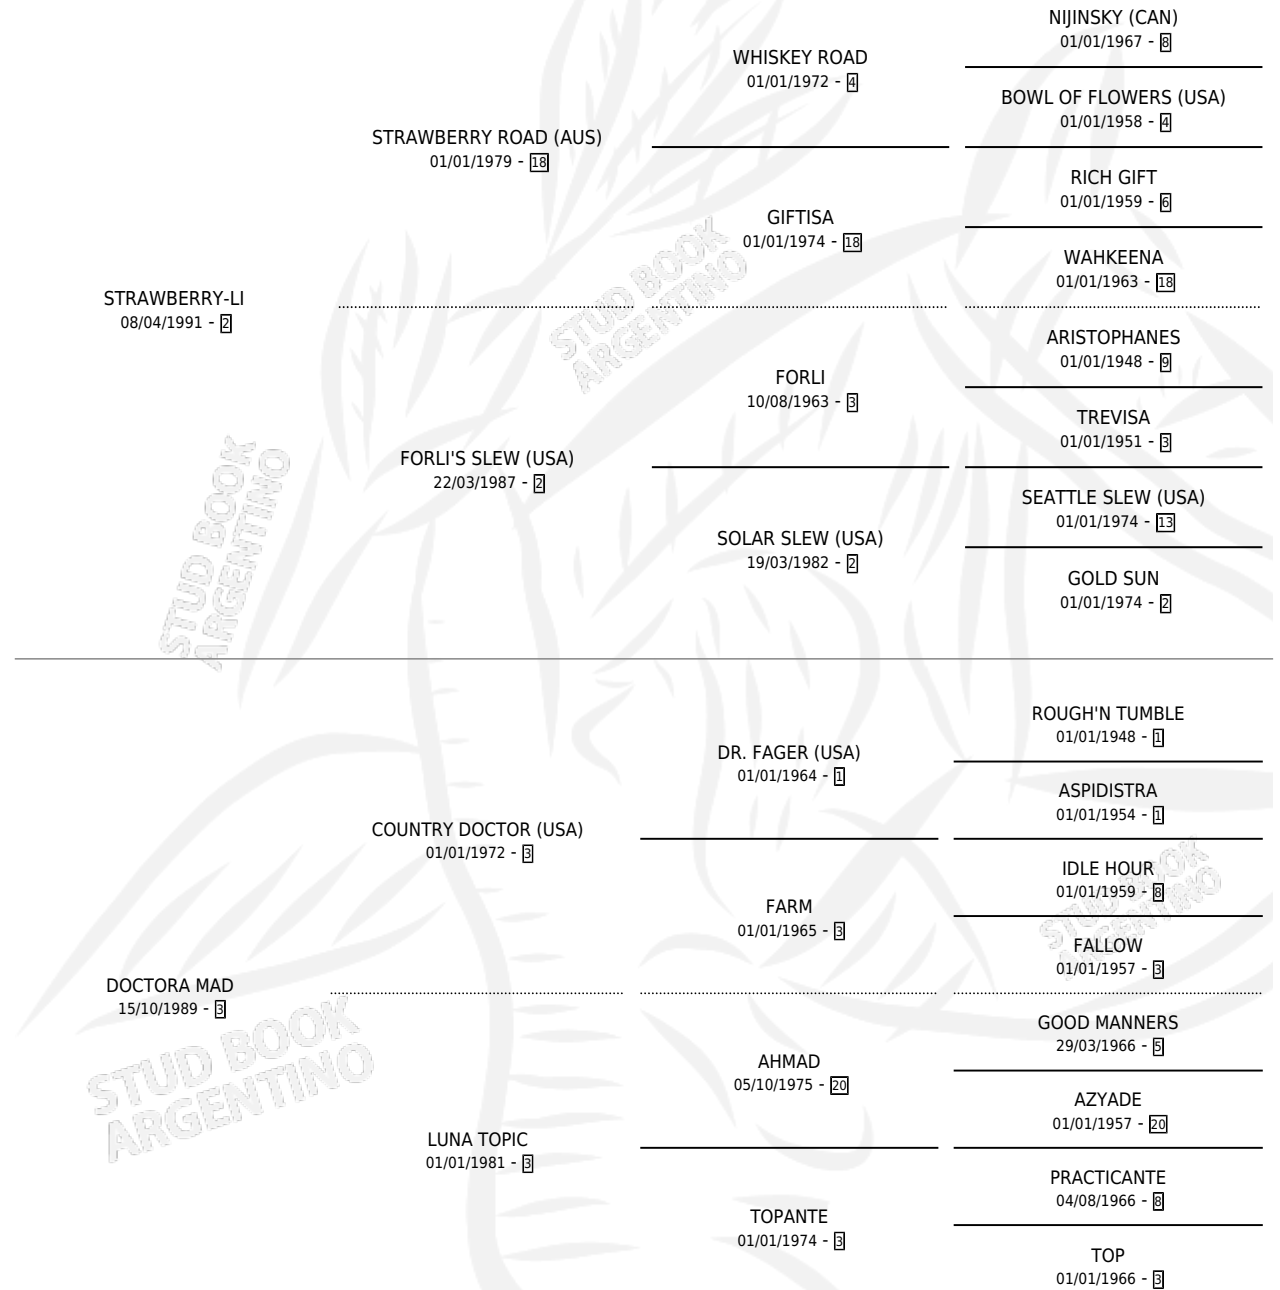 NIJINSKY (CAN)
01/01/1967 - 8
WHISKEY ROAD
01/01/1972 - 4
BOWL OF FLOWERS (USA)
01/01/1958 - 4
STRAWBERRY ROAD (AUS)
01/01/1979 - 18
RICH GIFT
01/01/1959 - 6
GIFTISA
01/01/1974 - 18
WAHKEENA
01/01/1963 - 18
STRAWBERRY-LI
08/04/1991 - 2
ARISTOPHANES
01/01/1948 - 9
FORLI
10/08/1963 - 3
TREVISA
01/01/1951 - 3
FORLI'S SLEW (USA)
22/03/1987 - 2
SEATTLE SLEW (USA)
01/01/1974 - 13
SOLAR SLEW (USA)
19/03/1982 - 2
GOLD SUN
01/01/1974 - 2
ROUGH'N TUMBLE
01/01/1948 - 1
DR. FAGER (USA)
01/01/1964 - 1
ASPIDISTRA
01/01/1954 - 1
COUNTRY DOCTOR (USA)
01/01/1972 - 3
IDLE HOUR
01/01/1959 - 8
FARM
01/01/1965 - 3
FALLOW
01/01/1957 - 3
DOCTORA MAD
15/10/1989 - 3
GOOD MANNERS
29/03/1966 - 5
AHMAD
05/10/1975 - 20
AZYADE
01/01/1957 - 20
LUNA TOPIC
01/01/1981 - 3
PRACTICANTE
04/08/1966 - 8
TOPANTE
01/01/1974 - 3
TOP
01/01/1966 - 3
STUD BOOK
ARGENTINO
STUD BOOK
ARGENTINO
STUD BOOK
ARGENTINO
STUD BOOK
ARGENTINO